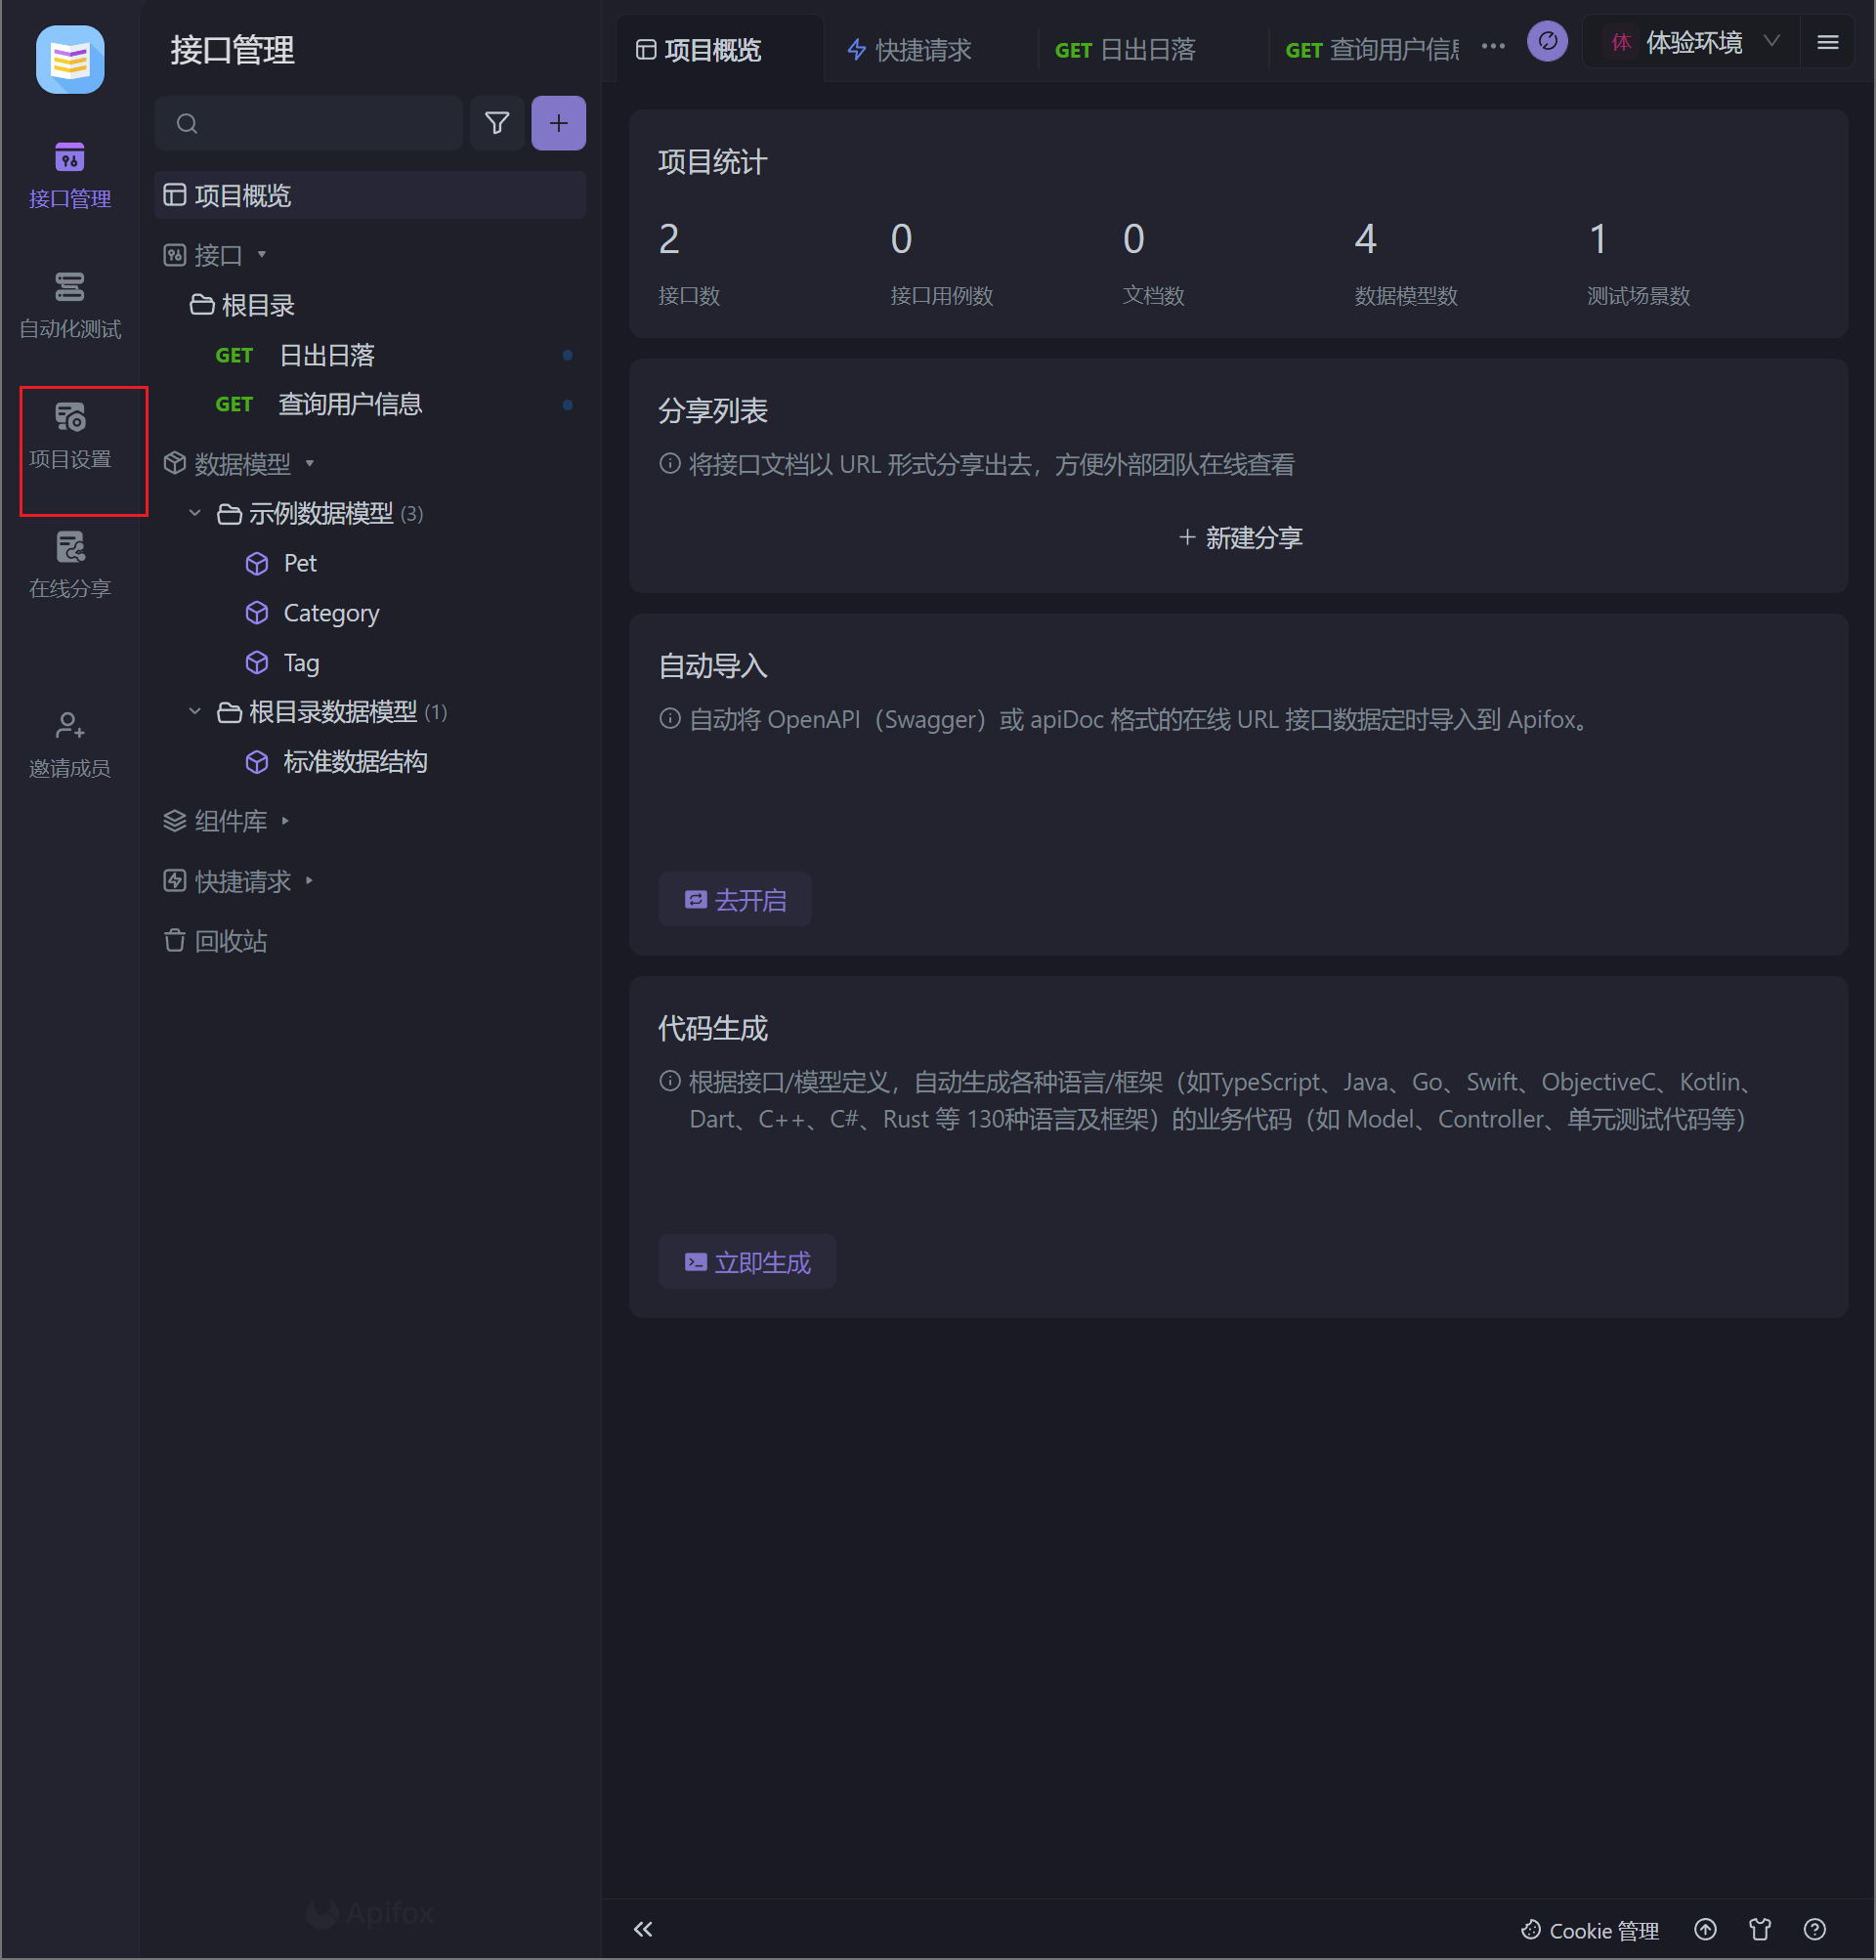 接口管理
自动化测试
项目设置
在线分享
邀请成员
接口管理
项目概览
接口
根目录
GET 日出日落
GET 查询用户信息
数据模型
示例数据模型 (3)
Pet
Category
Tag
根目录数据模型 (1)
标准数据结构
组件库
快捷请求
回收站
Apifox
项目概览
快捷请求
GET 日出日落
GET 查询用户信
体 体验环境
项目统计
2 0 0 4 1
接口数 接口用例数 文档数 数据模型数 测试场景数
分享列表
将接口文档以 URL 形式分享出去，方便外部团队在线查看
+ 新建分享
自动导入
自动将 OpenAPI（Swagger）或 apiDoc 格式的在线 URL 接口数据定时导入到 Apifox。
去开启
代码生成
根据接口/模型定义，自动生成各种语言/框架（如TypeScript、Java、Go、Swift、ObjectiveC、Kotlin、
Dart、C++、C#、Rust 等 130种语言及框架）的业务代码（如 Model、Controller、单元测试代码等）
立即生成
Cookie 管理